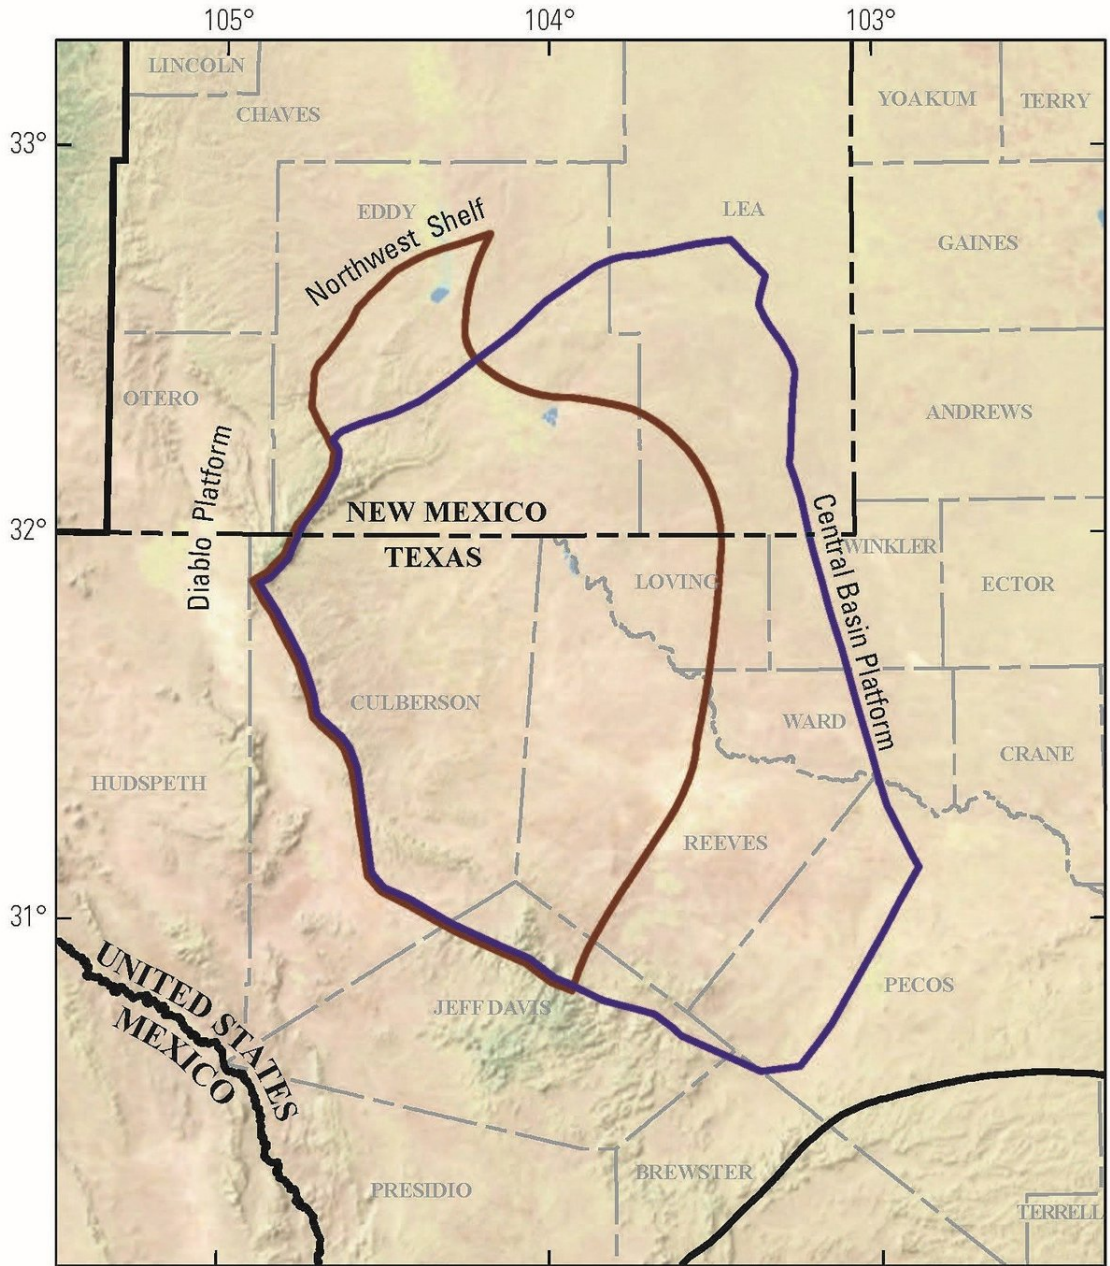 105° 104° 103°
LINCOLN
YOAKUM TERRY
CHAVES
33°
EDDY
LEA
Northwest Shelf
GAINES
OTERO
ANDREWS
Diablo Platform
NEW MEXICO
32°
TEXAS
Central Basin Platform
WINKLER
LOVING
ECTOR
CULBERSON
WARD
CRANE
HUDSPETH
REEVES
31°
PECOS
JEFF DAVIS
UNITED STATES
MEXICO
BREWSTER
PRESIDIO
TERRELL